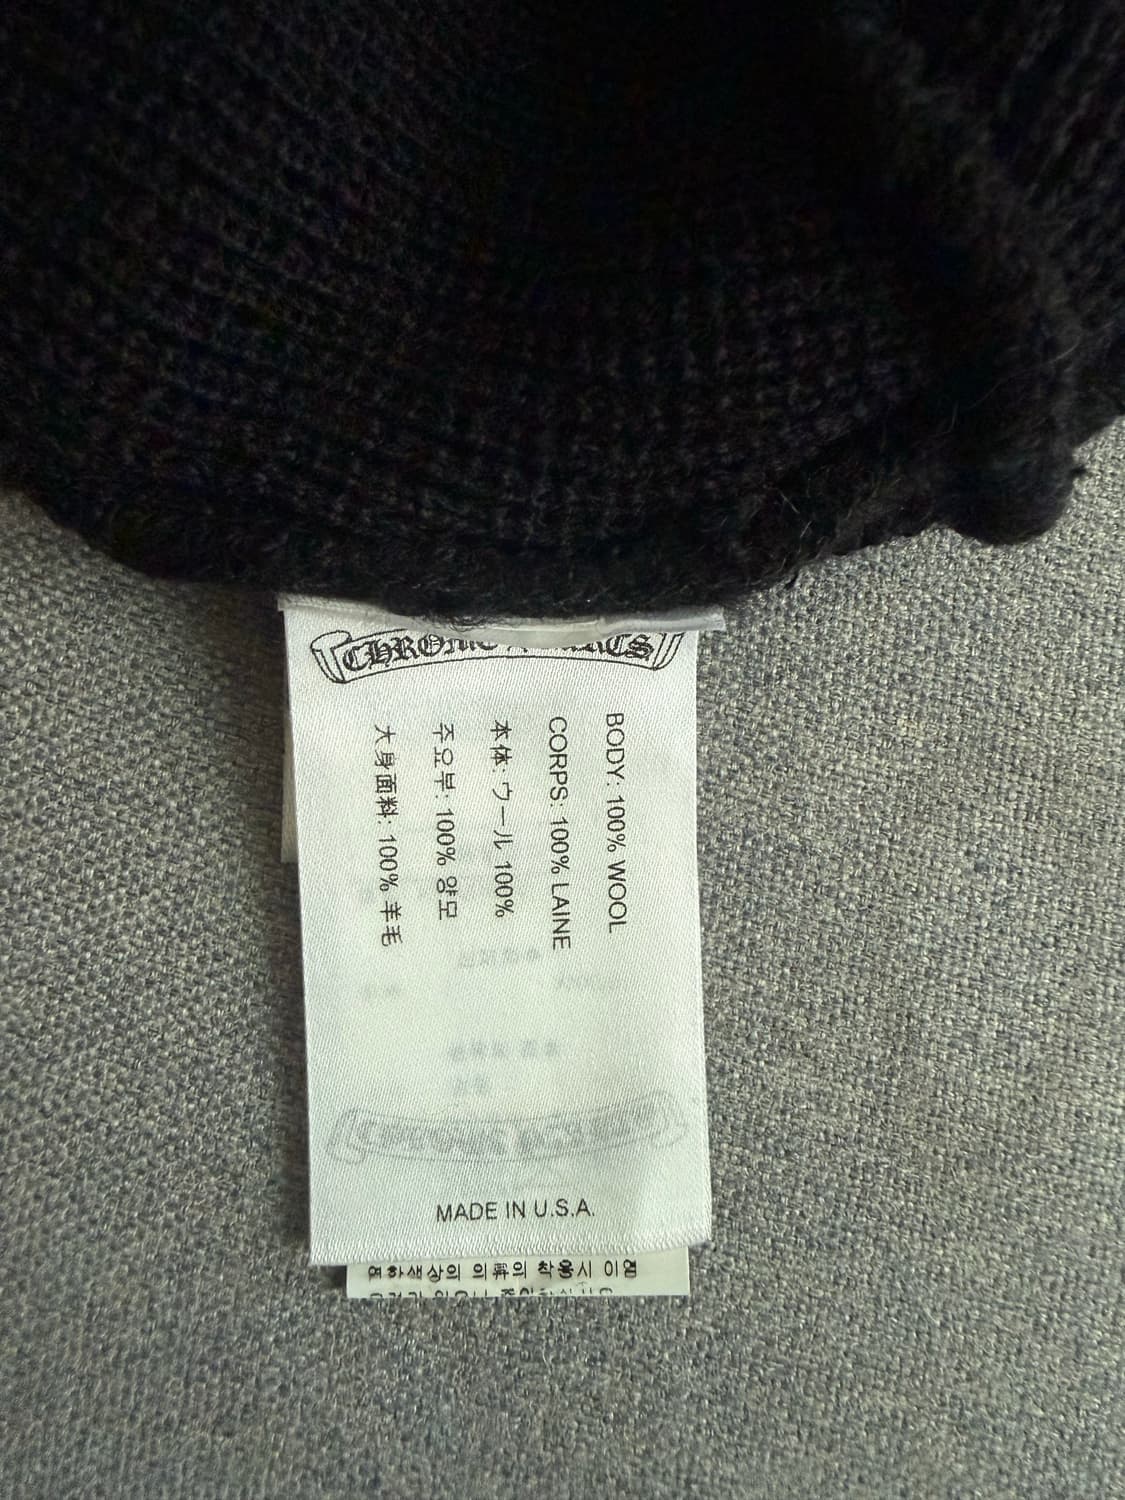 CHROME HEARTS
BODY: 100% WOOL
CORPS: 100% LAINE
本体: ウール 100%
주요부: 100% 양모
大身面料: 100% 羊毛
MADE IN U.S.A.